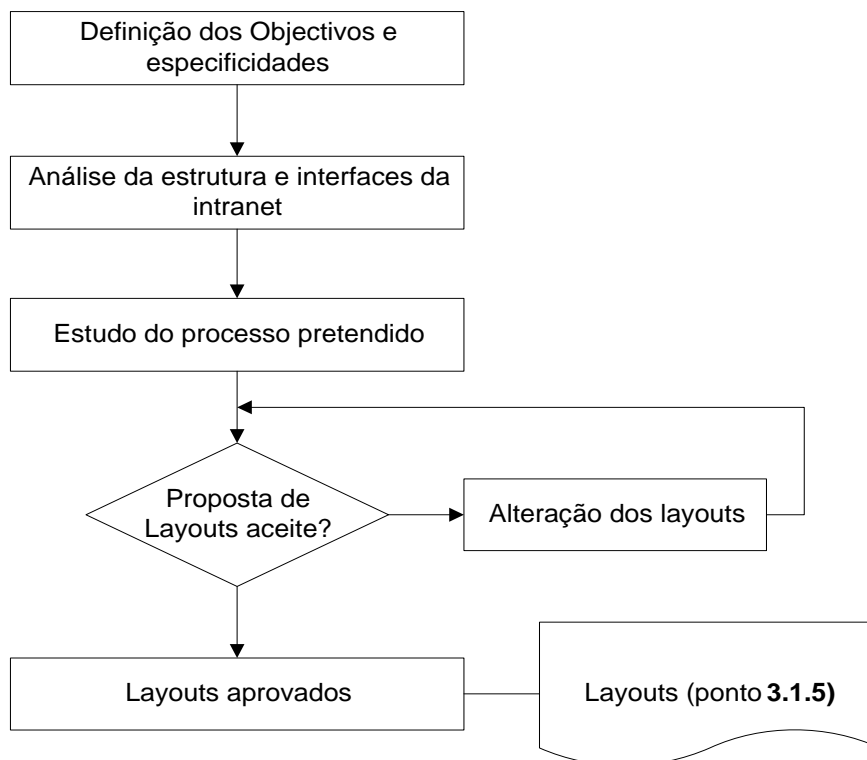 Definição dos Objectivos e
especificidades
Análise da estrutura e interfaces da
intranet
Estudo do processo pretendido
Proposta de
Layouts aceite?
Alteração dos layouts
Layouts aprovados
Layouts (ponto 3.1.5)